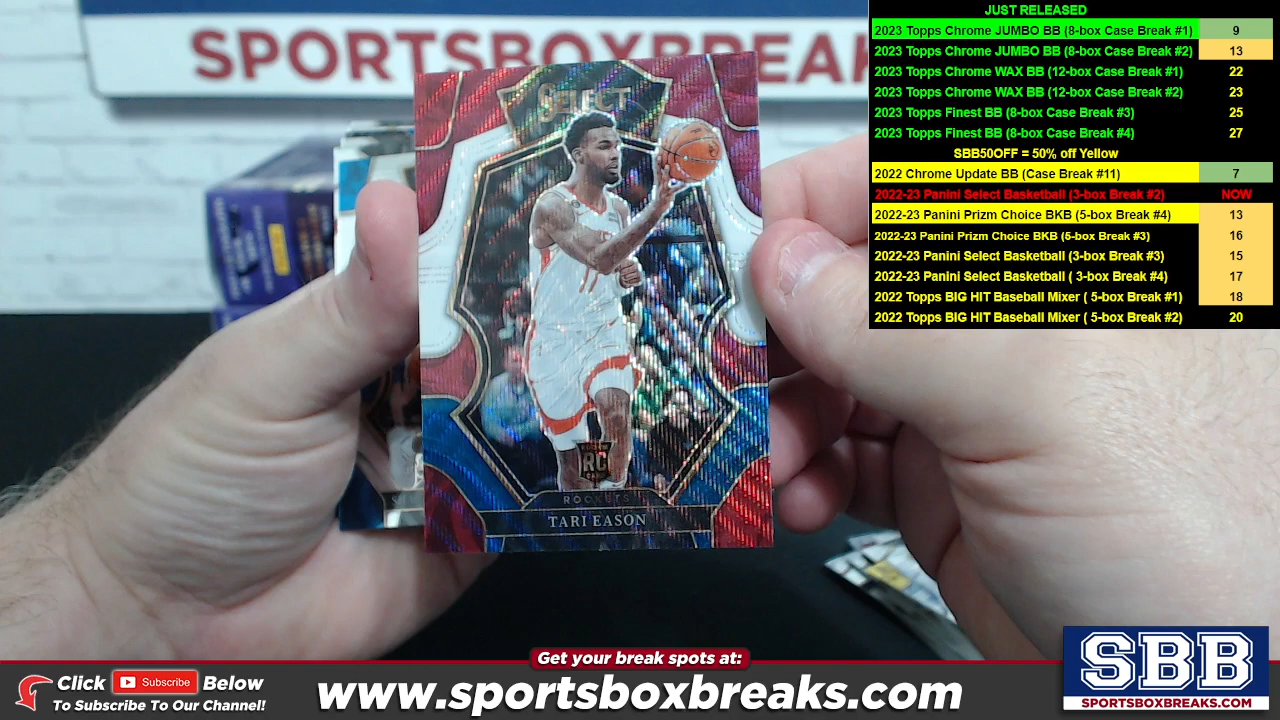 SPORTSBOXBREAK
JUST RELEASED
2023 Topps Chrome JUMBO BB (8-box Case Break #1) 9
2023 Topps Chrome JUMBO BB (8-box Case Break #2) 13
2023 Topps Chrome WAX BB (12-box Case Break #1) 22
2023 Topps Chrome WAX BB (12-box Case Break #2) 23
2023 Topps Finest BB (8-box Case Break #3) 25
2023 Topps Finest BB (8-box Case Break #4) 27
SBB50OFF = 50% off Yellow
2022 Chrome Update BB (Case Break #11) 7
2022-23 Panini Select Basketball (3-box Break #2) NOW
2022-23 Panini Prizm Choice BKB (5-box Break #4) 13
2022-23 Panini Prizm Choice BKB (5-box Break #3) 16
2022-23 Panini Select Basketball (3-box Break #3) 15
2022-23 Panini Select Basketball ( 3-box Break #4) 17
2022 Topps BIG HIT Baseball Mixer ( 5-box Break #1) 18
2022 Topps BIG HIT Baseball Mixer ( 5-box Break #2) 20
SELECT
17
RC
ROCKETS
TARI EASON
Get your break spots at:
Click Subscribe Below
To Subscribe To Our Channel!
www.sportsboxbreaks.com
SBB
SPORTSBOXBREAKS.COM